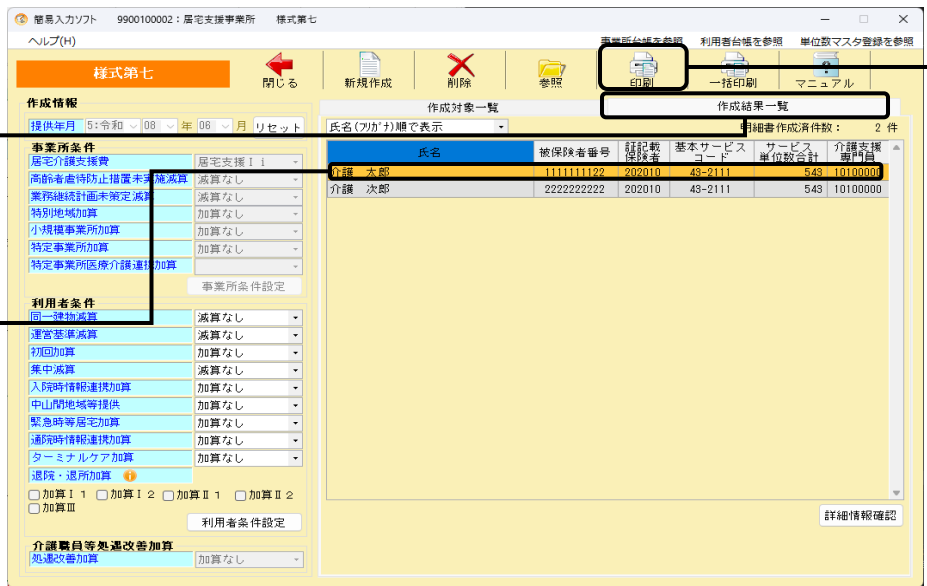 簡易入力ソフト 9900100002：居宅支援事業所 様式第七
ヘルプ(H)
事業所台帳を参照 利用者台帳を参照 単位数マスタ登録を参照
様式第七
閉じる 新規作成 削除 参照 印刷 一括印刷 マニュアル
作成情報
提供年月 5:令和 08 年 06 月 リセット
事業所条件
居宅介護支援費 居宅支援Ⅰｉ
高齢者虐待防止措置未実施減算 減算なし
業務継続計画未策定減算 減算なし
特別地域加算 加算なし
小規模事業所加算 加算なし
特定事業所加算 加算なし
特定事業所医療介護連携加算
事業所条件設定
利用者条件
同一建物減算 減算なし
運営基準減算 減算なし
初回加算 加算なし
集中減算 減算なし
入院時情報連携加算 加算なし
中山間地域等提供 加算なし
緊急時等居宅加算 加算なし
通院時情報連携加算 加算なし
ターミナルケア加算 加算なし
退院・退所加算
加算Ⅰ１ 加算Ⅰ２ 加算Ⅱ１ 加算Ⅱ２
加算Ⅲ
利用者条件設定
介護職員等処遇改善加算
処遇改善加算 加算なし
作成対象一覧 作成結果一覧
氏名(フリガナ)順で表示 明細書作成済件数： 2 件
氏名 被保険者番号 証記載保険者 基本サービスコード サービス単位数合計 介護支援専門員
介護 太郎 1111111122 202010 43-2111 543 10100000
介護 次郎 2222222222 202010 43-2111 543 10100000
詳細情報確認